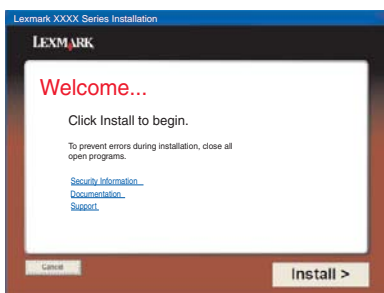 Lexmark XXXX Series Installation
LEXMARK
Welcome...
Click Install to begin.
To prevent errors during installation, close all
open programs.
Security Information
Documentation
Support
Cancel
Install >